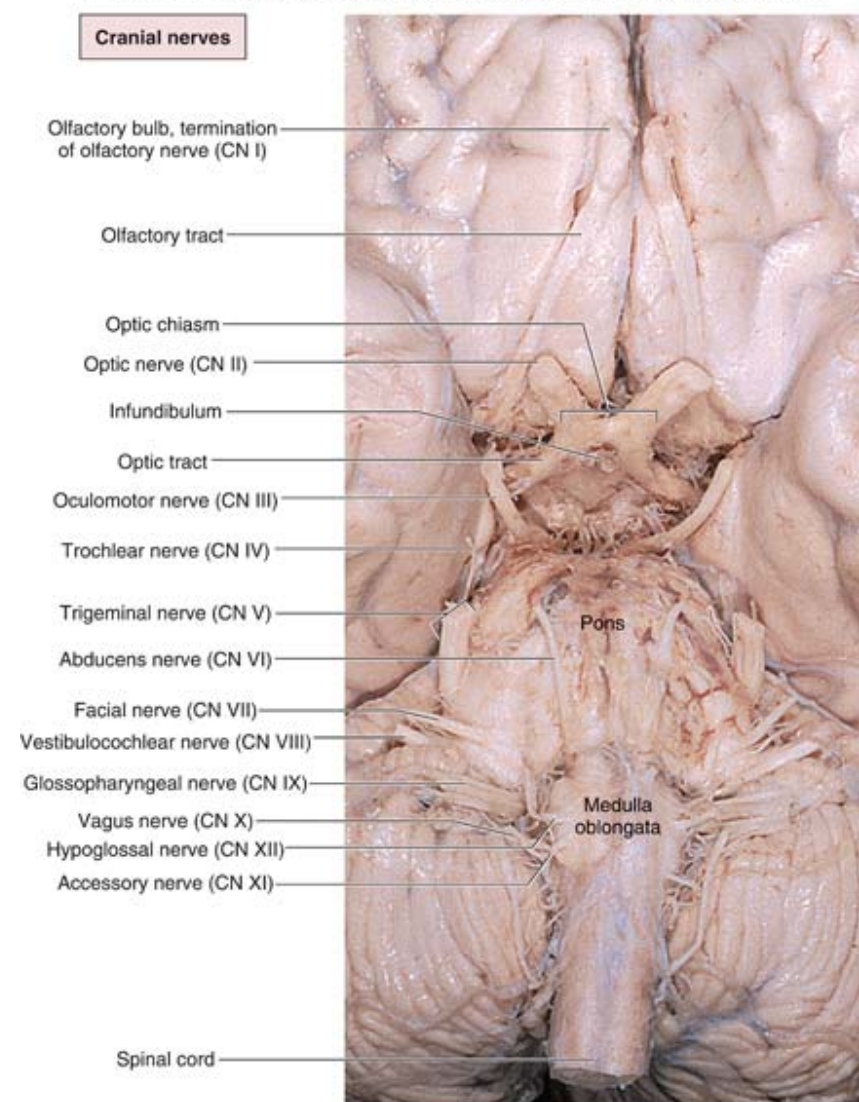 Cranial nerves
Olfactory bulb, termination
of olfactory nerve (CN I)
Olfactory tract
Optic chiasm
Optic nerve (CN II)
Infundibulum
Optic tract
Oculomotor nerve (CN III)
Trochlear nerve (CN IV)
Trigeminal nerve (CN V)
Pons
Abducens nerve (CN VI)
Facial nerve (CN VII)
Vestibulocochlear nerve (CN VIII)
Glossopharyngeal nerve (CN IX)
Medulla
oblongata
Vagus nerve (CN X)
Hypoglossal nerve (CN XII)
Accessory nerve (CN XI)
Spinal cord